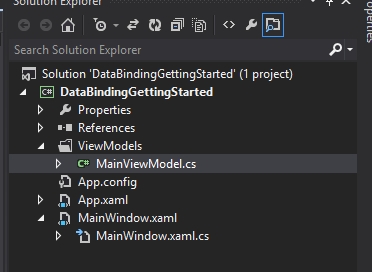 Solution Explorer
Search Solution Explorer
Solution 'DataBindingGettingStarted' (1 project)
C# DataBindingGettingStarted
Properties
References
ViewModels
C# MainViewModel.cs
App.config
App.xaml
MainWindow.xaml
MainWindow.xaml.cs